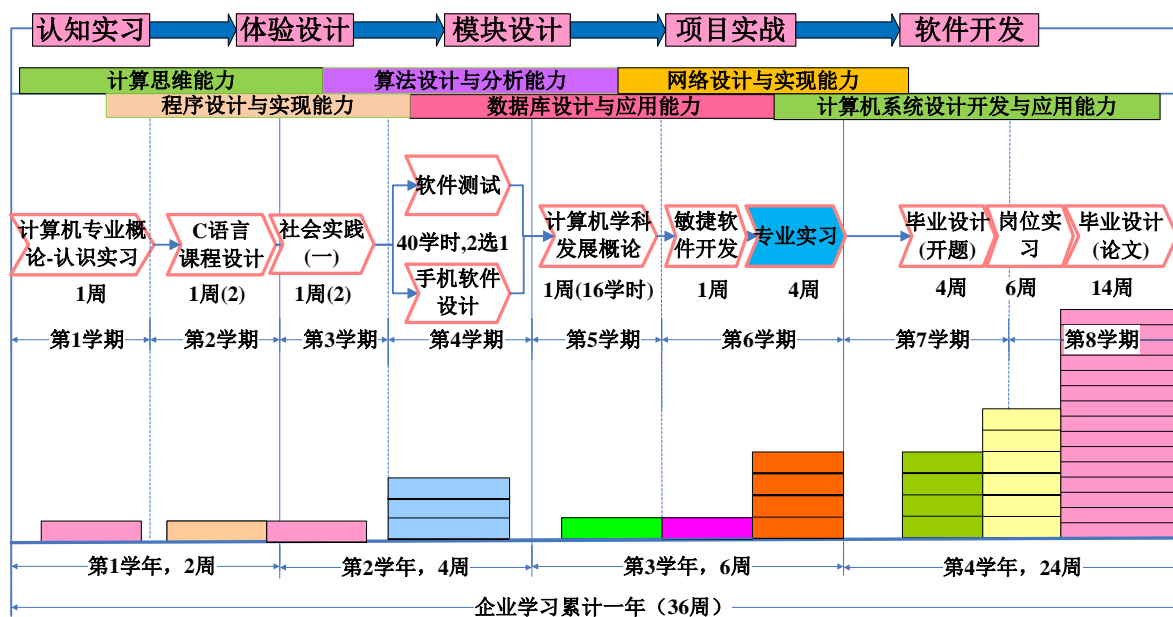 认知实习
体验设计
模块设计
项目实战
软件开发
计算思维能力
算法设计与分析能力
网络设计与实现能力
程序设计与实现能力
数据库设计与应用能力
计算机系统设计开发与应用能力
计算机专业概
论-认识实习
1周
C语言
课程设计
1周(2)
社会实践
(一)
1周(2)
软件测试
40学时,2选1
手机软件
设计
计算机学科
发展概论
1周(16学时)
敏捷软
件开发
1周
专业实习
4周
毕业设计
(开题)
4周
岗位实
习
6周
毕业设计
(论文)
14周
第1学期
第2学期
第3学期
第4学期
第5学期
第6学期
第7学期
第8学期
第1学年，2周
第2学年，4周
第3学年，6周
第4学年，24周
企业学习累计一年（36周）